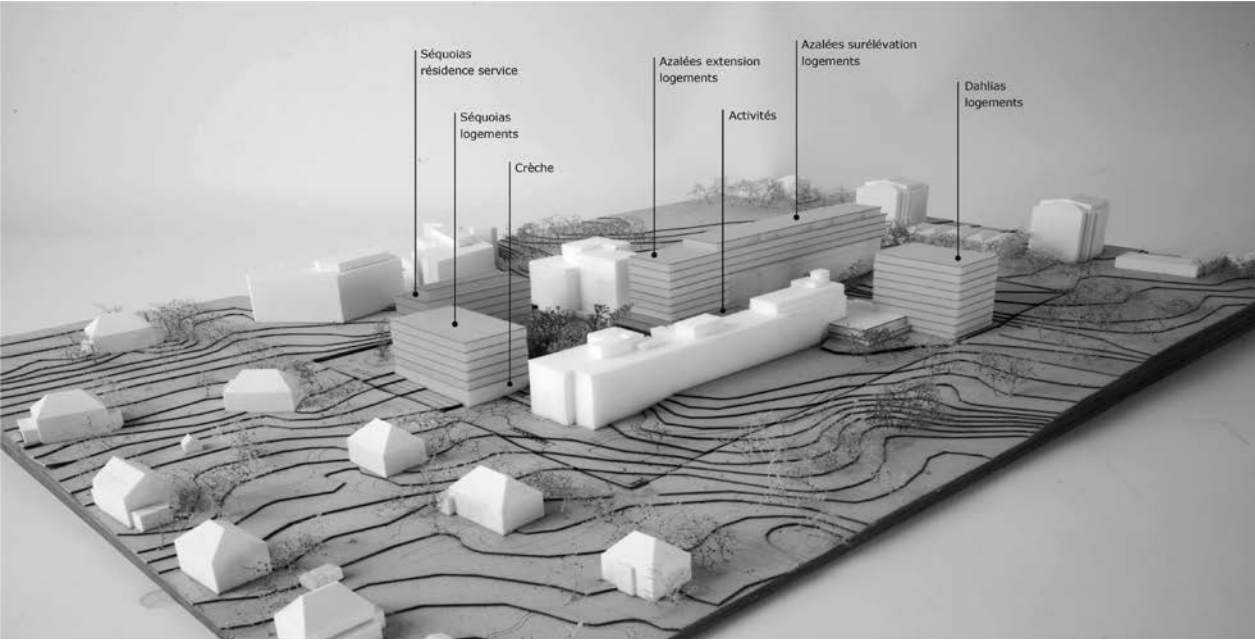 Séquoias
résidence service
Séquoias
logements
Crèche
Azalées extension
logements
Activités
Azalées surélévation
logements
Dahlias
logements